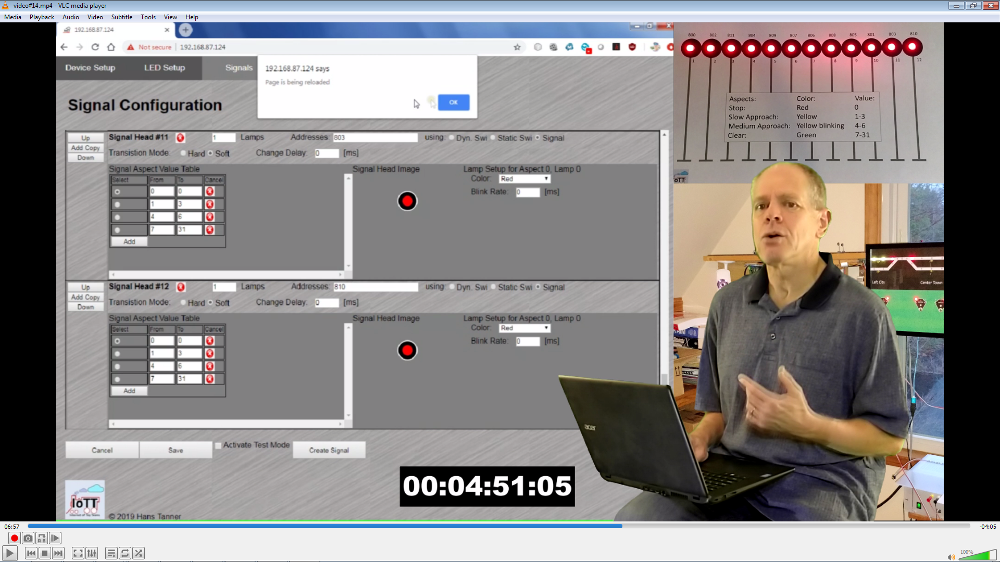 video#14.mp4 - VLC media player
Media Playback Audio Video Subtitle Tools View Help
192.168.87.124
Not secure 192.168.87.124
Device Setup LED Setup Signals
192.168.87.124 says
Page is being reloaded
OK
Signal Configuration
Up
Add Copy
Down
Signal Head #11 1 Lamps Addresses: 803 using: Dyn. Swi Static Swi Signal
Transistion Mode: Hard Soft Change Delay: 0 [ms]
Signal Aspect Value Table Signal Head Image Lamp Setup for Aspect 0, Lamp 0
Select From To Cancel
Color: Red
Blink Rate: 0 [ms]
0 0
1 3
4 6
7 31
Add
Up
Add Copy
Down
Signal Head #12 1 Lamps Addresses: 810 using: Dyn. Swi Static Swi Signal
Transistion Mode: Hard Soft Change Delay: 0 [ms]
Signal Aspect Value Table Signal Head Image Lamp Setup for Aspect 0, Lamp 0
Select From To Cancel
Color: Red
Blink Rate: 0 [ms]
0 0
1 3
4 6
7 31
Add
Cancel Save Activate Test Mode Create Signal
IoTT
Internet of Toy Trains
© 2019 Hans Tanner
00:04:51:05
800 802 811 804 809 807 806 808 805 801 803 810
1 2 3 4 5 6 7 8 9 10 11 12
Aspects: Color: Value:
Stop: Red 0
Slow Approach: Yellow 1-3
Medium Approach: Yellow blinking 4-6
Clear: Green 7-31
IoTT
Left City Center Town
acer
06:57 -04:05
100%